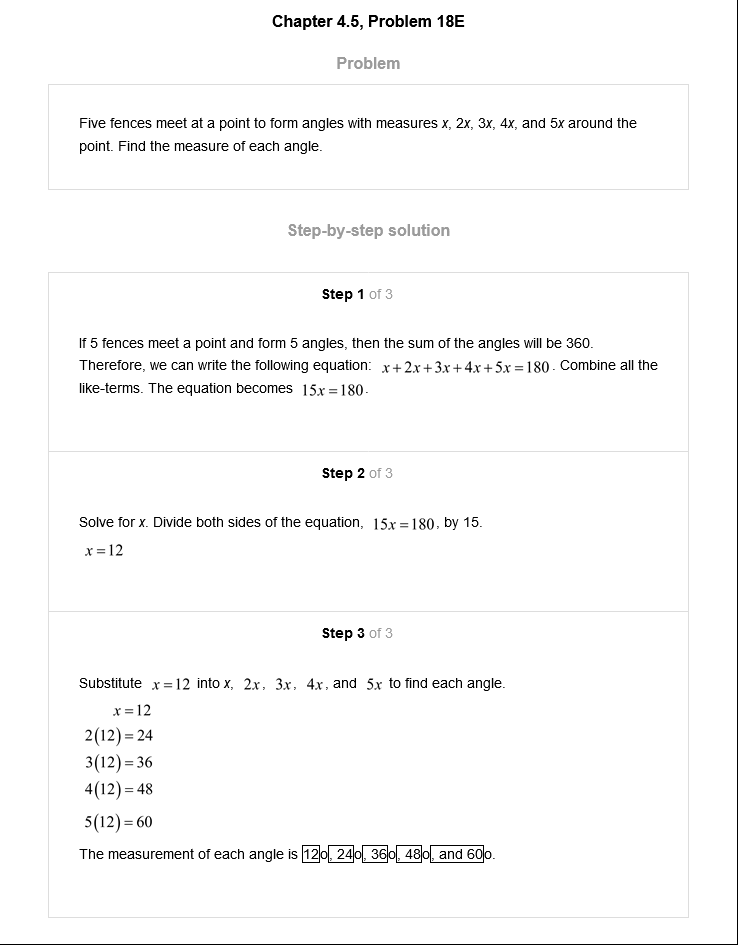 Chapter 4.5, Problem 18E
Problem
Five fences meet at a point to form angles with measures x, 2x, 3x, 4x, and 5x around the
point. Find the measure of each angle.
Step-by-step solution
Step 1 of 3
If 5 fences meet a point and form 5 angles, then the sum of the angles will be 360.
Therefore, we can write the following equation: x+2x+3x+4x+5x=180. Combine all the
like-terms. The equation becomes 15x=180.
Step 2 of 3
Solve for x. Divide both sides of the equation, 15x=180, by 15.
x=12
Step 3 of 3
Substitute x=12 into x, 2x, 3x, 4x, and 5x to find each angle.
x=12
2(12)=24
3(12)=36
4(12)=48
5(12)=60
The measurement of each angle is 12o, 24o, 36o, 48o, and 60o.